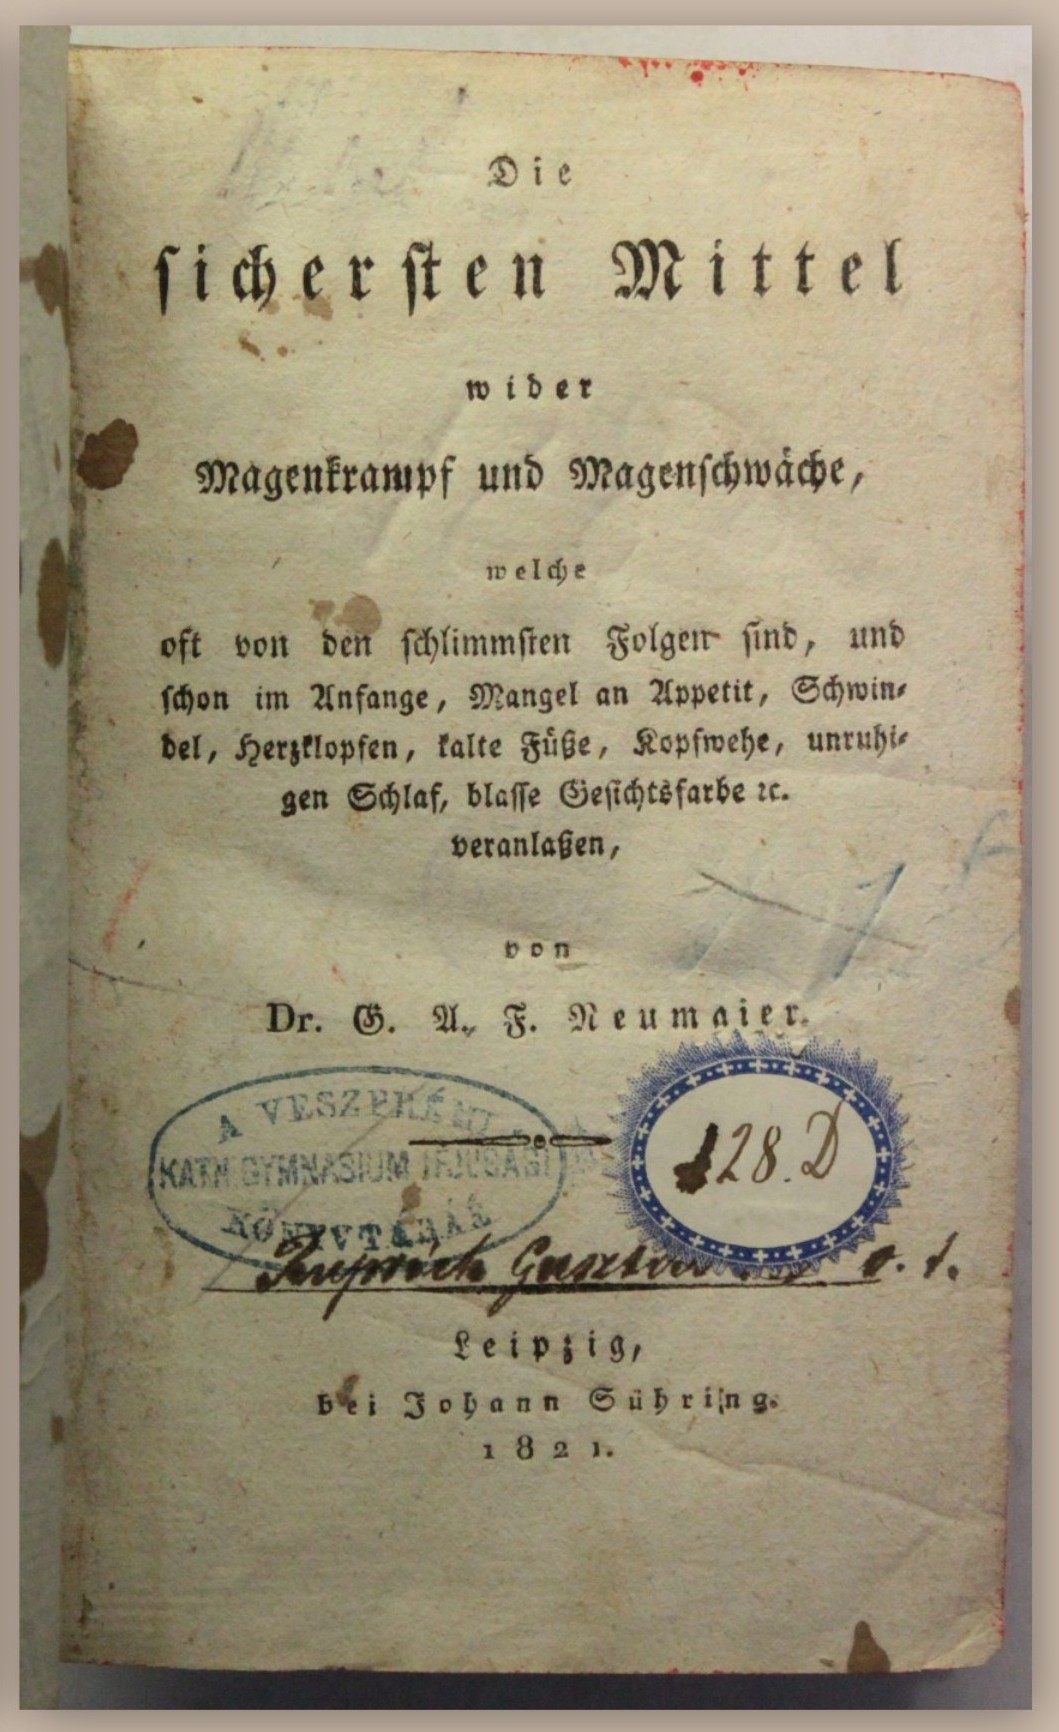 Die
sichersten Mittel
wider
Magenkrampf und Magenschwäche,
welche
oft von den schlimmsten Folgen sind, und
schon im Anfange, Mangel an Appetit, Schwin-
del, Herzklopfen, kalte Füße, Kopfwehe, unruhi-
gen Schlaf, blasse Gesichtsfarbe ꝛc.
veranlaßen,
von
Dr. G. A. F. Neumaier.
A VESZPRÉMI
KATH. GYMNASIUM IFJUSÁGI
KÖNYVTÁRÁÉ
128. D
o. t.
Leipzig,
bei Johann Sühring.
1821.